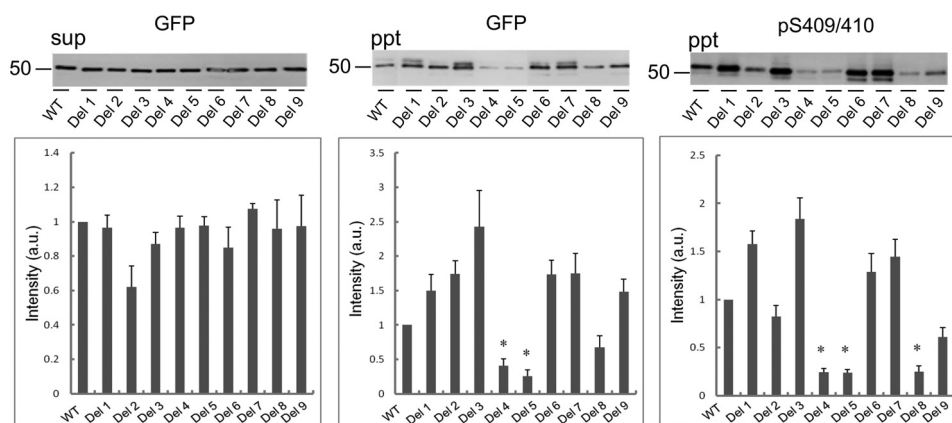 GFP
sup
50
WT Del 1 Del 2 Del 3 Del 4 Del 5 Del 6 Del 7 Del 8 Del 9
Intensity (a.u.)
1.4
1.2
1
0.8
0.6
0.4
0.2
0
WT Del 1 Del 2 Del 3 Del 4 Del 5 Del 6 Del 7 Del 8 Del 9
GFP
ppt
50
WT Del 1 Del 2 Del 3 Del 4 Del 5 Del 6 Del 7 Del 8 Del 9
Intensity (a.u.)
3.5
3
2.5
2
1.5
1
0.5
0
* *
WT Del 1 Del 2 Del 3 Del 4 Del 5 Del 6 Del 7 Del 8 Del 9
pS409/410
ppt
50
WT Del 1 Del 2 Del 3 Del 4 Del 5 Del 6 Del 7 Del 8 Del 9
Intensity (a.u.)
2.5
2
1.5
1
0.5
0
* * *
WT Del 1 Del 2 Del 3 Del 4 Del 5 Del 6 Del 7 Del 8 Del 9